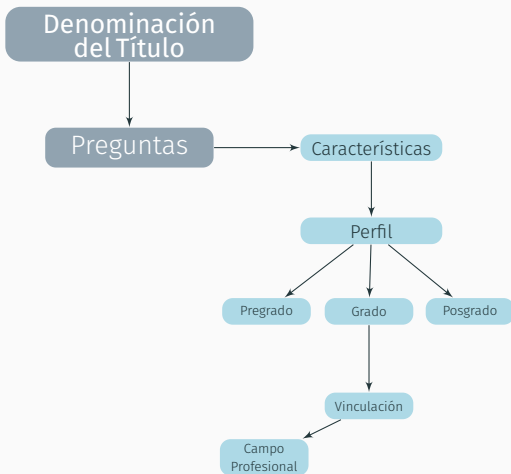 Denominación
del Título
Preguntas
Características
Perfil
Pregrado
Grado
Posgrado
Vinculación
Campo
Profesional